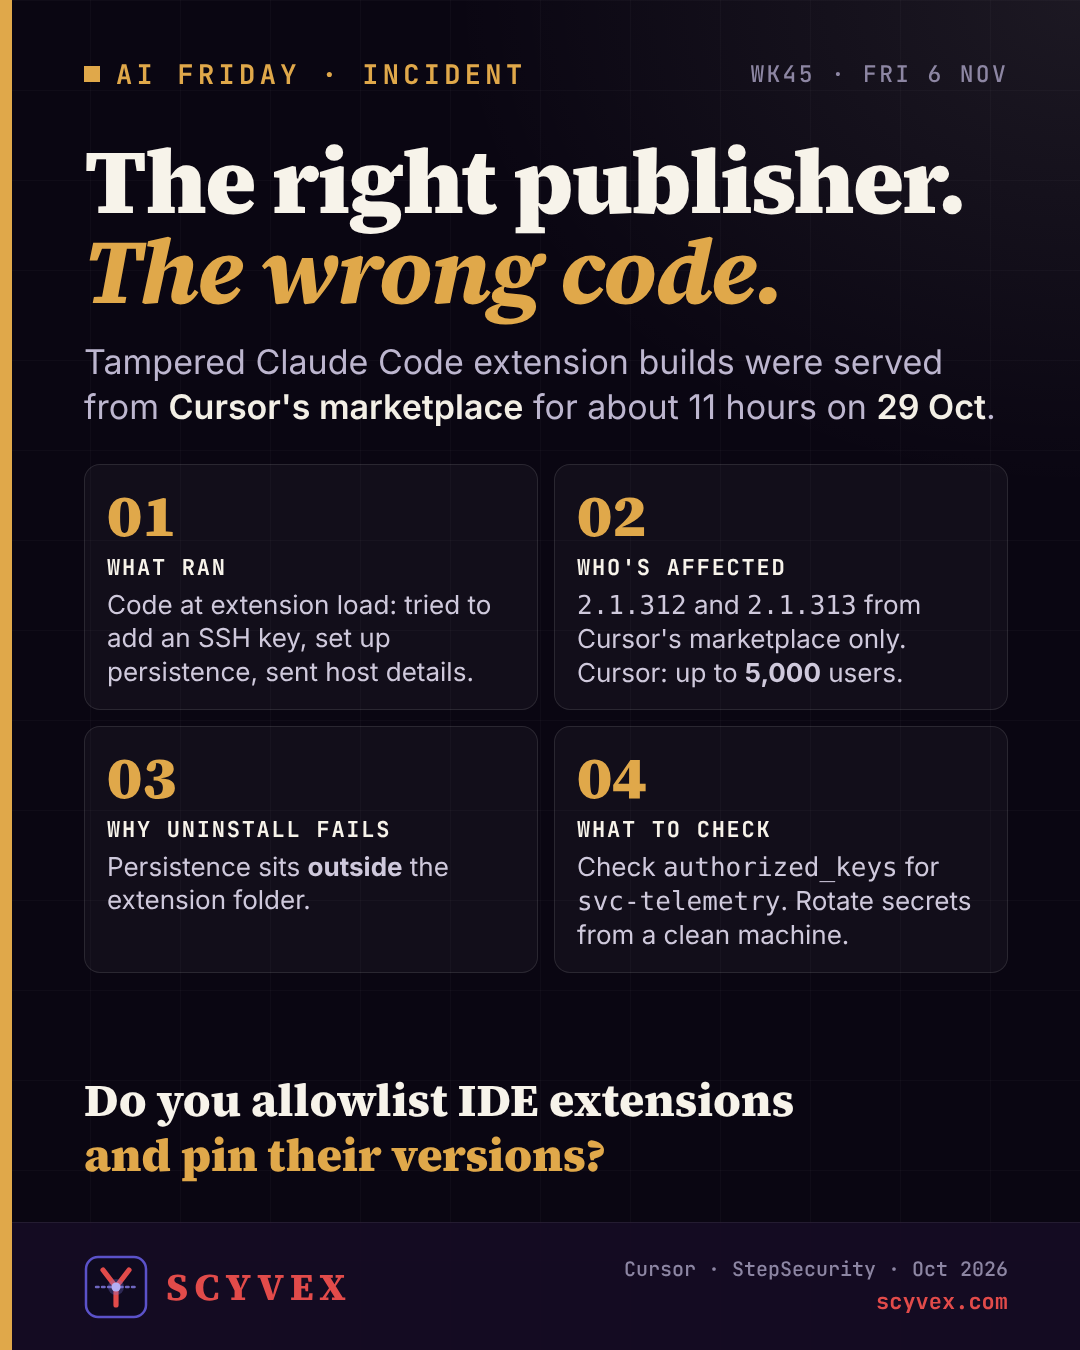 AI FRIDAY · INCIDENT
WK45 · FRI 6 NOV
The right publisher.
The wrong code.
Tampered Claude Code extension builds were served
from Cursor's marketplace for about 11 hours on 29 Oct.
01
WHAT RAN
Code at extension load: tried to
add an SSH key, set up
persistence, sent host details.
02
WHO'S AFFECTED
2.1.312 and 2.1.313 from
Cursor's marketplace only.
Cursor: up to 5,000 users.
03
WHY UNINSTALL FAILS
Persistence sits outside the
extension folder.
04
WHAT TO CHECK
Check authorized_keys for
svc-telemetry. Rotate secrets
from a clean machine.
Do you allowlist IDE extensions
and pin their versions?
SCYVEX
Cursor · StepSecurity · Oct 2026
scyvex.com